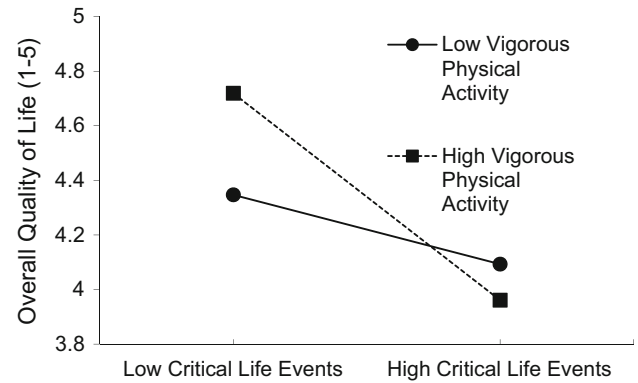 Overall Quality of Life (1-5)
5
4.8
4.6
4.4
4.2
4
3.8
Low Vigorous
Physical
Activity
High Vigorous
Physical
Activity
Low Critical Life Events
High Critical Life Events